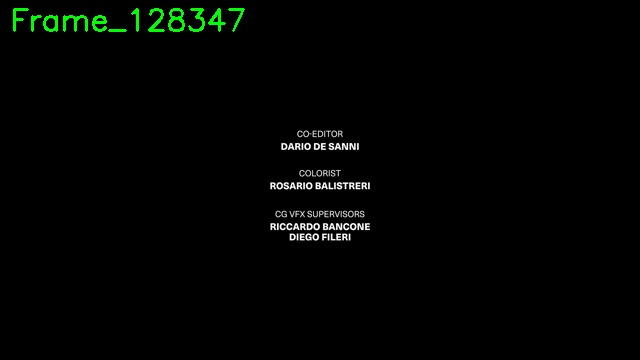 Frame_128347
CO-EDITOR
DARIO DE SANNI
COLORIST
ROSARIO BALISTRERI
CG VFX SUPERVISORS
RICCARDO BANCONE
DIEGO FILERI